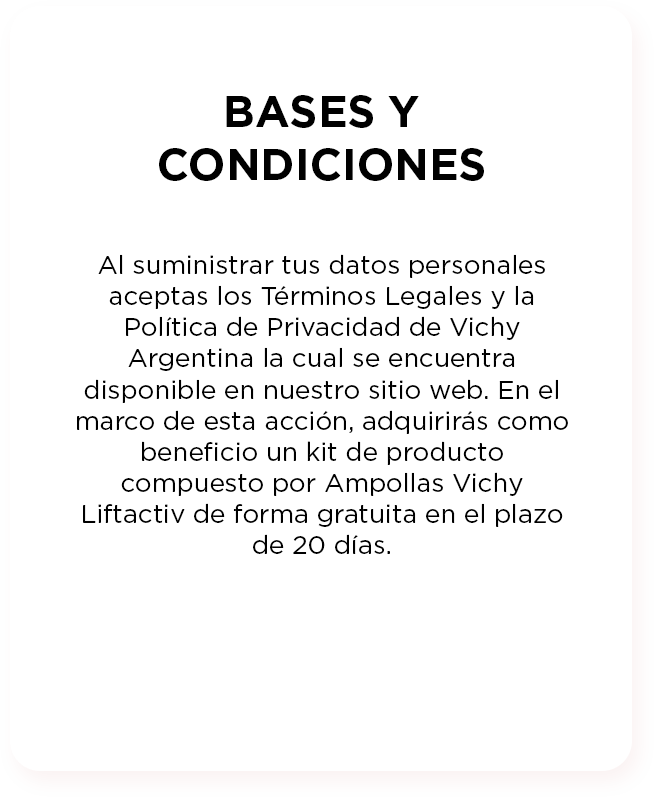 BASES Y
CONDICIONES
Al suministrar tus datos personales
aceptas los Términos Legales y la
Política de Privacidad de Vichy
Argentina la cual se encuentra
disponible en nuestro sitio web. En el
marco de esta acción, adquirirás como
beneficio un kit de producto
compuesto por Ampollas Vichy
Liftactiv de forma gratuita en el plazo
de 20 días.